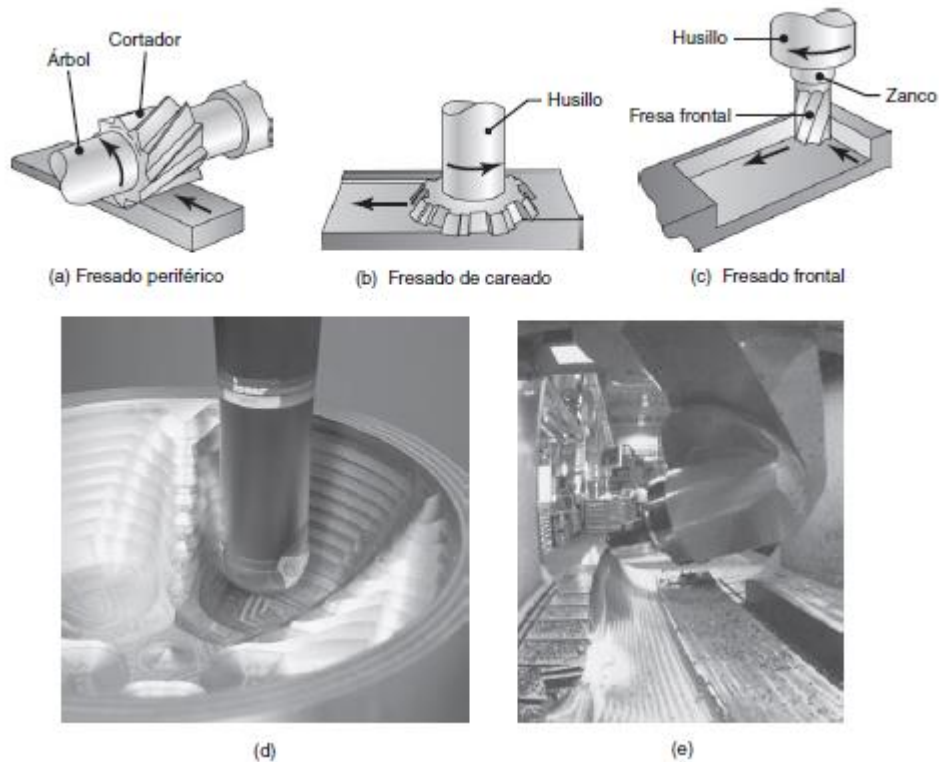 Árbol
Cortador
Husillo
Husillo
Zanco
Fresa frontal
(a) Fresado periférico
(b) Fresado de careado
(c) Fresado frontal
(d)
(e)